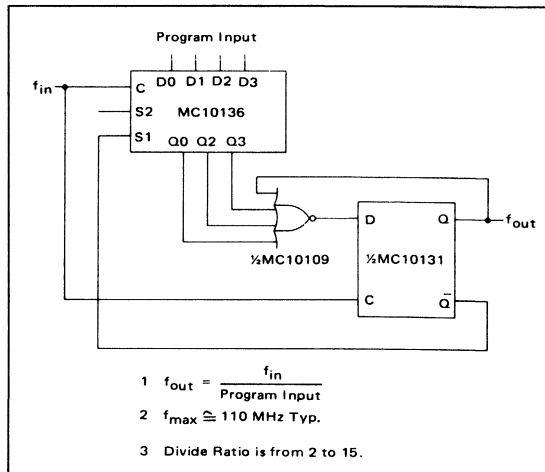 Program Input
f_in
D0 D1 D2 D3
C
MC10136
S2
S1
Q0 Q2 Q3
D Q
f_out
½MC10109
½MC10131
C Q̅
1 f_out = f_in / Program Input
2 f_max ≅ 110 MHz Typ.
3 Divide Ratio is from 2 to 15.